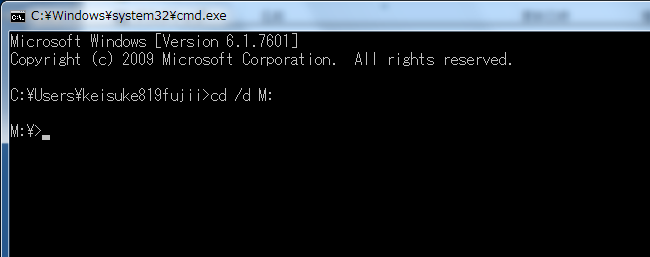 C:¥Windows¥system32¥cmd.exe
Microsoft Windows [Version 6.1.7601]
Copyright (c) 2009 Microsoft Corporation.  All rights reserved.
C:¥Users¥keisuke819fujii>cd /d M:
M:¥>